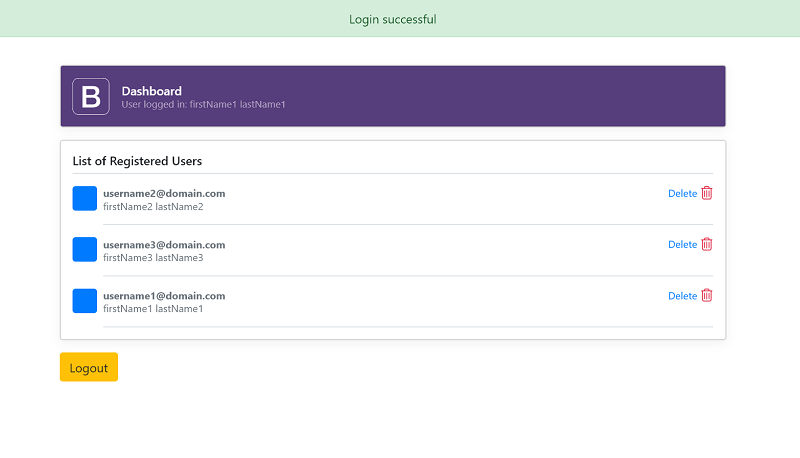 Login successful
B
Dashboard
User logged in: firstName1 lastName1
List of Registered Users
username2@domain.com
Delete
firstName2 lastName2
username3@domain.com
Delete
firstName3 lastName3
username1@domain.com
Delete
firstName1 lastName1
Logout